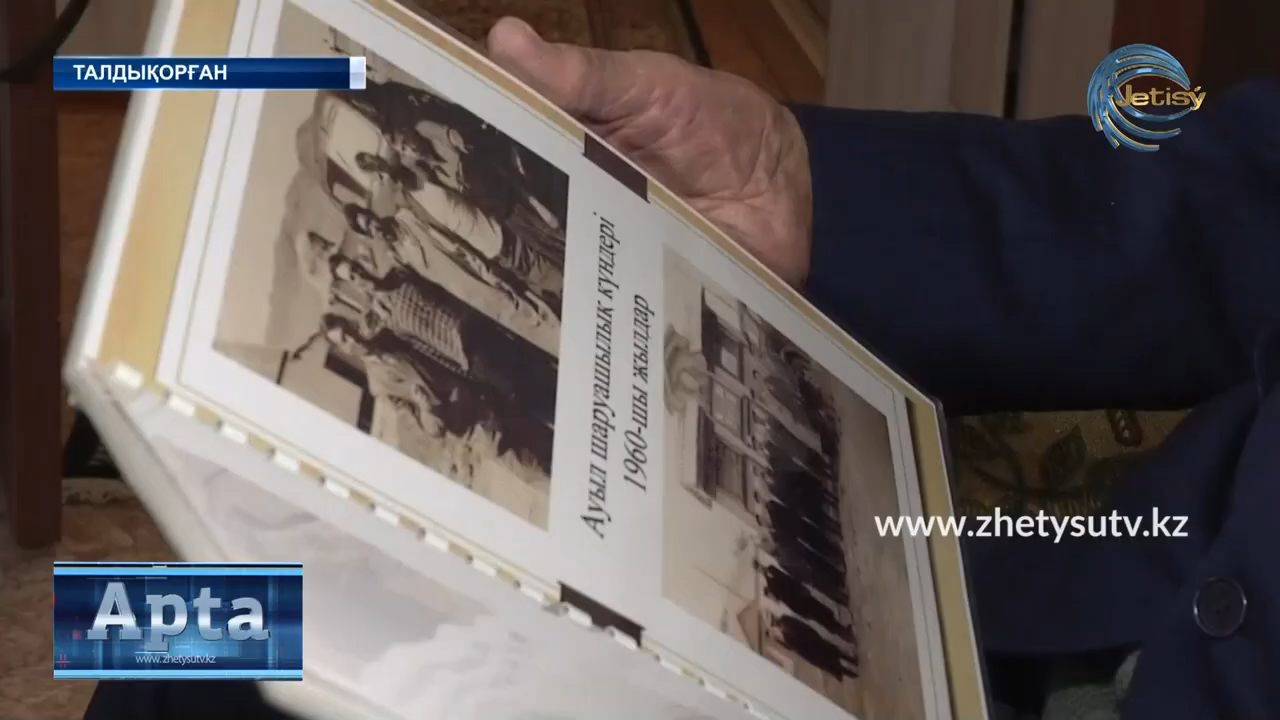 ТАЛДЫҚОРҒАН
Jetisý
Ауыл шаруашылық күндері
1960-шы жылдар
www.zhetysutv.kz
Apta
www.zhetysutv.kz